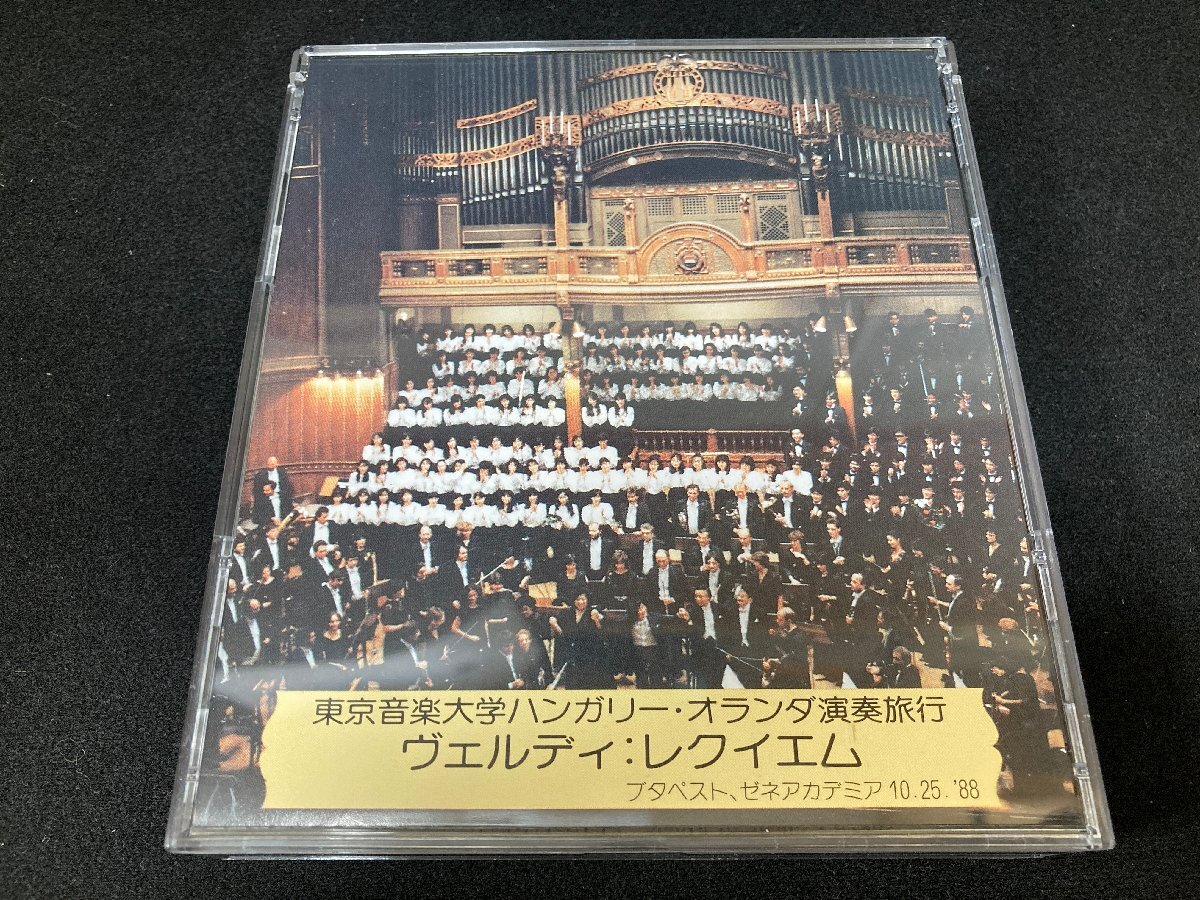 東京音楽大学ハンガリー・オランダ演奏旅行
ヴェルディ:レクイエム
ブタペスト、ゼネアカデミア 10.25.'88